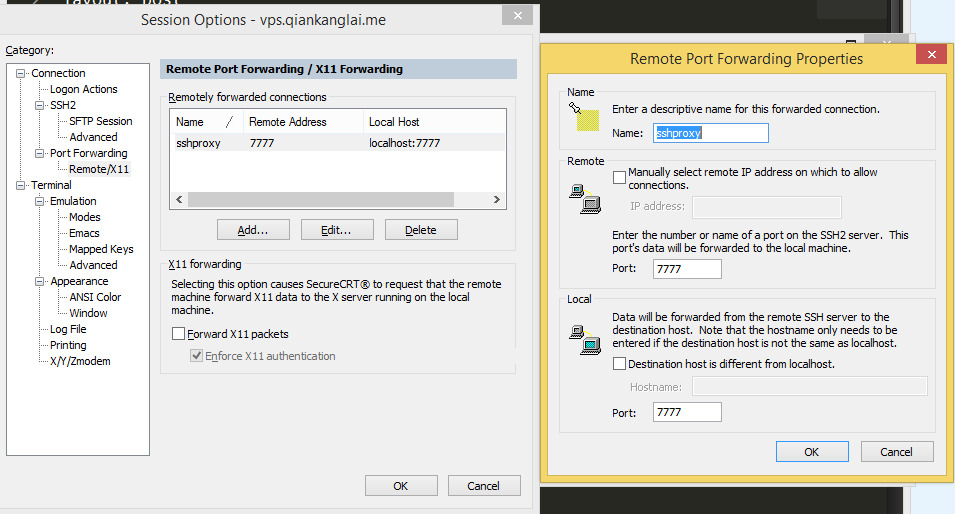 Session Options - vps.qiankanglai.me
Category:
Connection
Logon Actions
SSH2
SFTP Session
Advanced
Port Forwarding
Remote/X11
Terminal
Emulation
Modes
Emacs
Mapped Keys
Advanced
Appearance
ANSI Color
Window
Log File
Printing
X/Y/Zmodem
Remote Port Forwarding / X11 Forwarding
Remotely forwarded connections
Name Remote Address Local Host
sshproxy 7777 localhost:7777
Add... Edit... Delete
X11 forwarding
Selecting this option causes SecureCRT® to request that the remote
machine forward X11 data to the X server running on the local
machine.
Forward X11 packets
Enforce X11 authentication
OK Cancel
Remote Port Forwarding Properties
Name
Enter a descriptive name for this forwarded connection.
Name: sshproxy
Remote
Manually select remote IP address on which to allow
connections.
IP address:
Enter the number or name of a port on the SSH2 server. This
port's data will be forwarded to the local machine.
Port: 7777
Local
Data will be forwarded from the remote SSH server to the
destination host. Note that the hostname only needs to be
entered if the destination host is not the same as localhost.
Destination host is different from localhost.
Hostname:
Port: 7777
OK Cancel